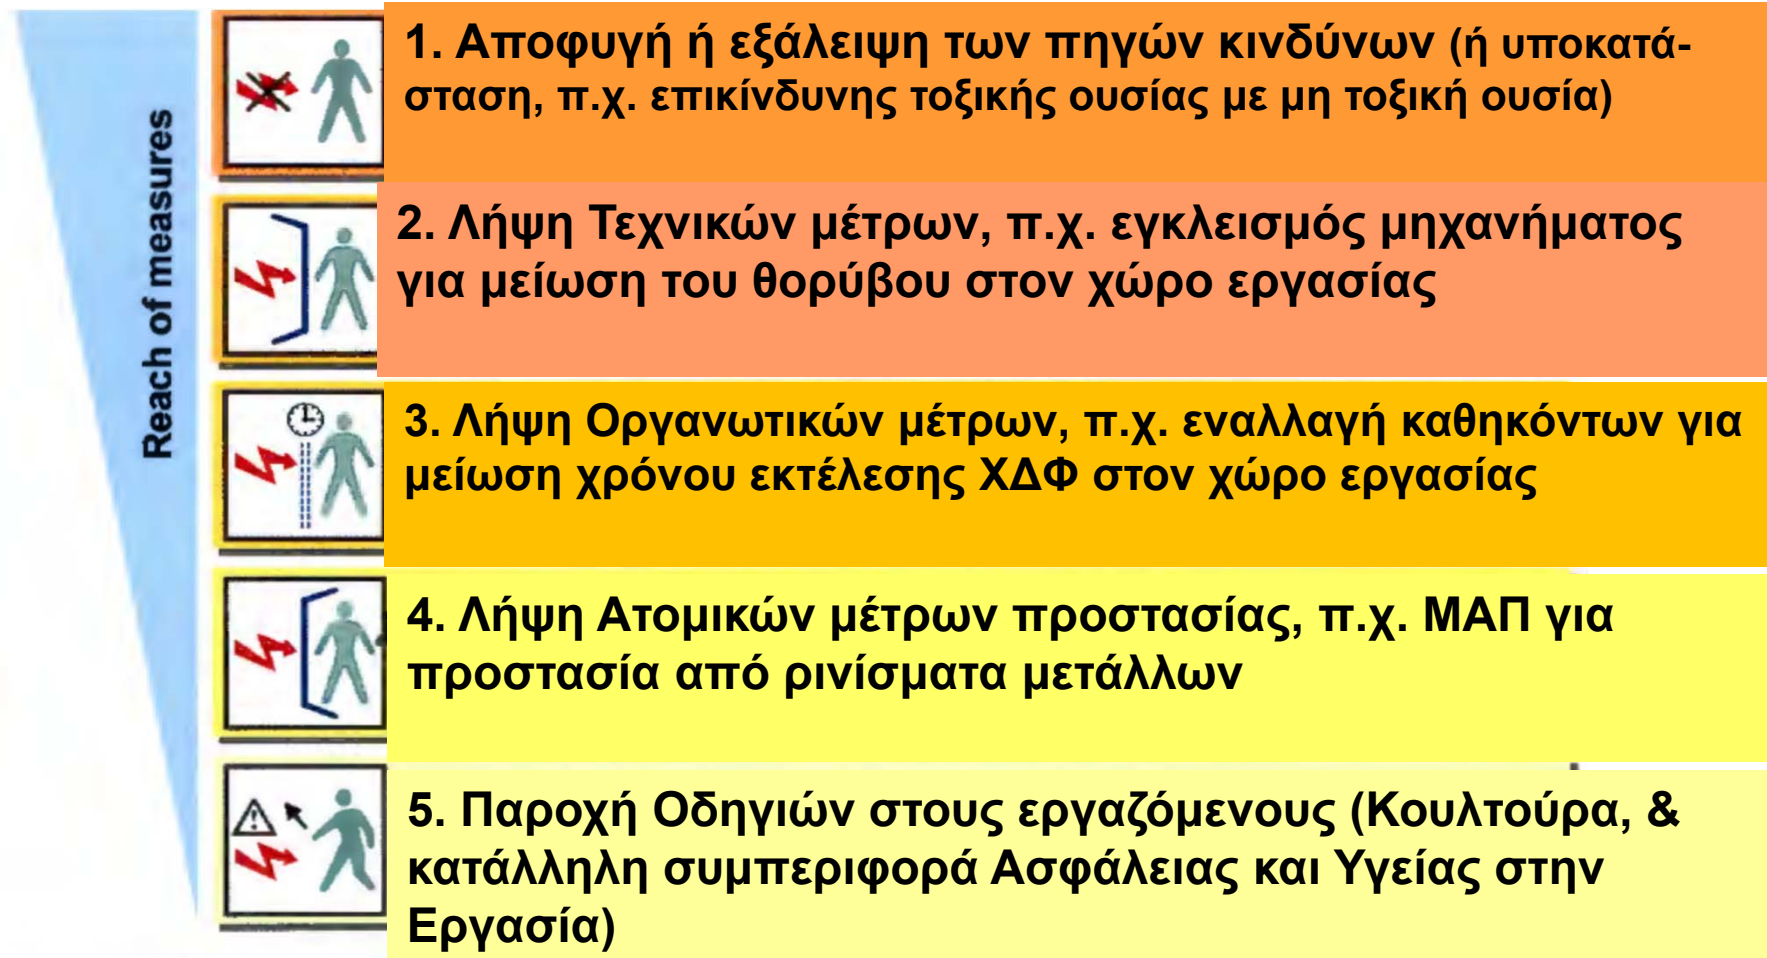 Reach of measures
1. Αποφυγή ή εξάλειψη των πηγών κινδύνων (ή υποκατά-
σταση, π.χ. επικίνδυνης τοξικής ουσίας με μη τοξική ουσία)
2. Λήψη Τεχνικών μέτρων, π.χ. εγκλεισμός μηχανήματος
για μείωση του θορύβου στον χώρο εργασίας
3. Λήψη Οργανωτικών μέτρων, π.χ. εναλλαγή καθηκόντων για
μείωση χρόνου εκτέλεσης ΧΔΦ στον χώρο εργασίας
4. Λήψη Ατομικών μέτρων προστασίας, π.χ. ΜΑΠ για
προστασία από ρινίσματα μετάλλων
5. Παροχή Οδηγιών στους εργαζόμενους (Κουλτούρα, &
κατάλληλη συμπεριφορά Ασφάλειας και Υγείας στην
Εργασία)